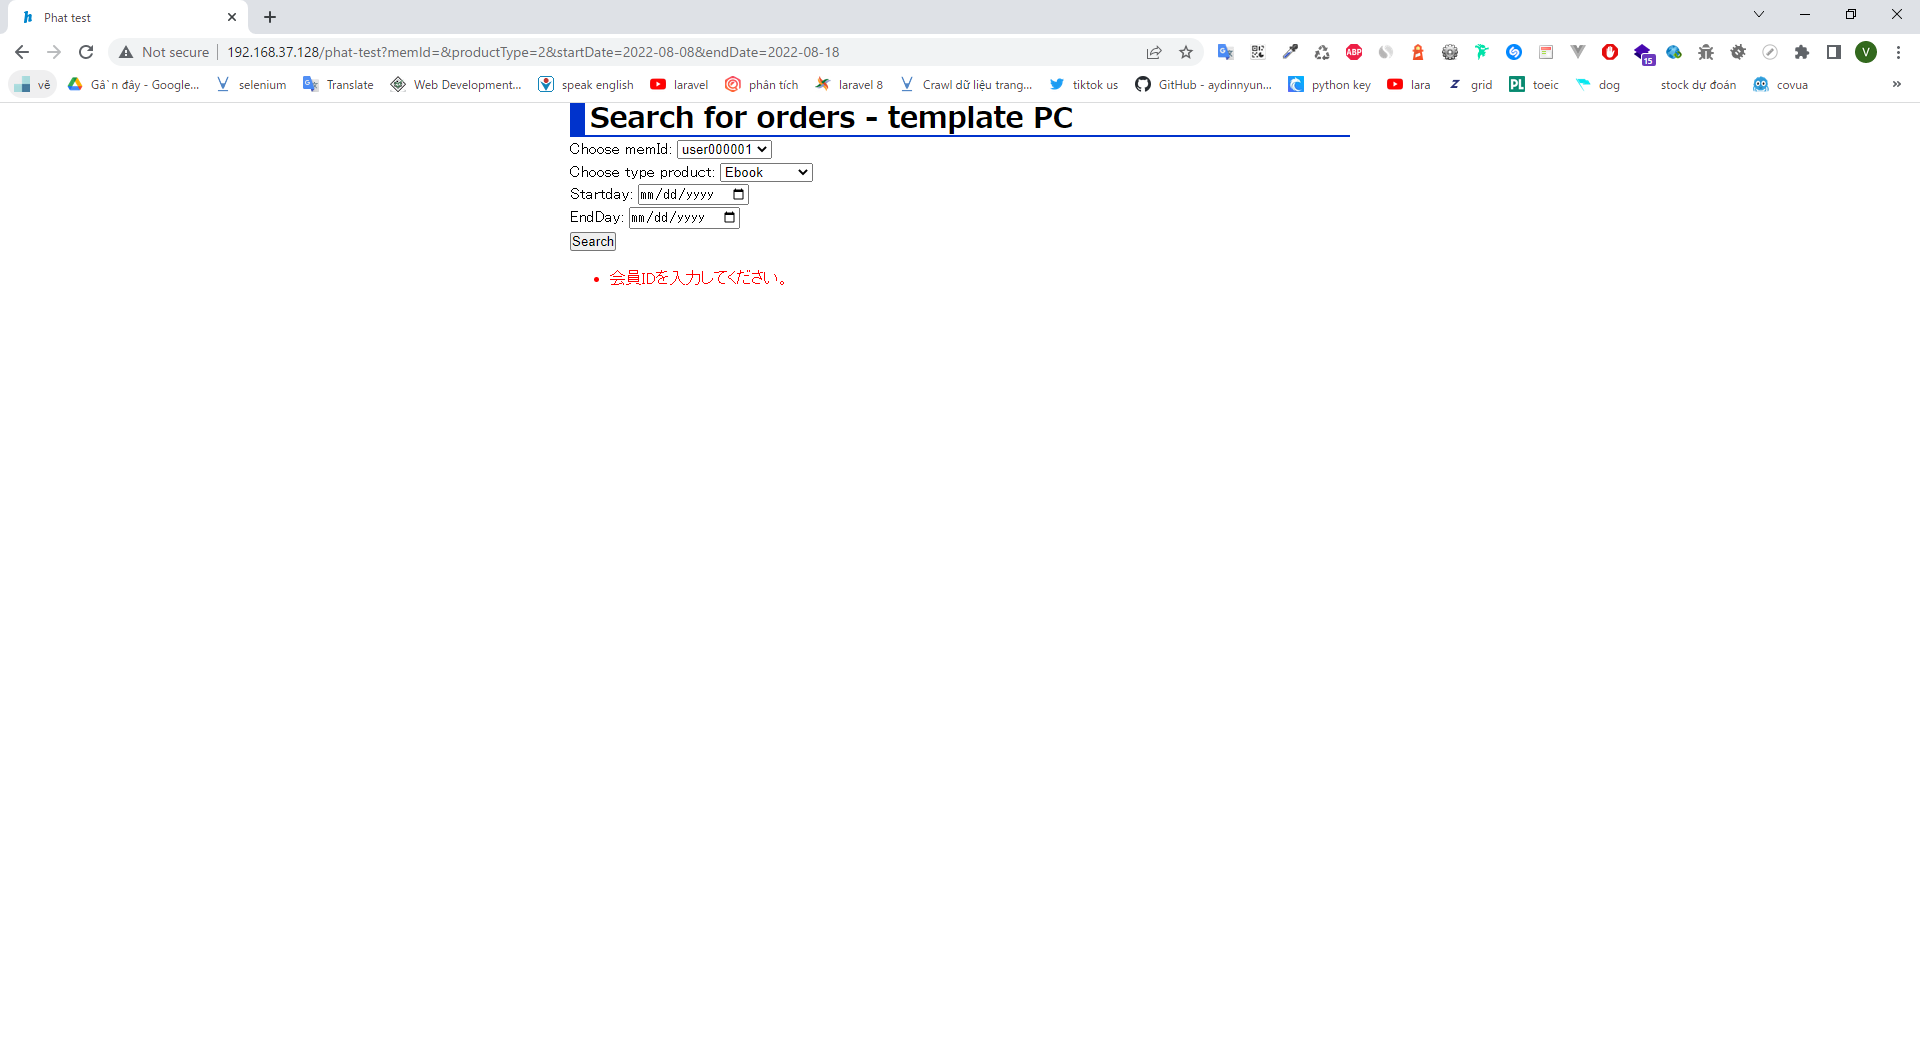 Phat test
Not secure 192.168.37.128/phat-test?memId=&productType=2&startDate=2022-08-08&endDate=2022-08-18
ABP 15 V
vẽ Gần đây - Google... selenium Translate Web Development... speak english laravel phân tích laravel 8 Crawl dữ liệu trang... tiktok us GitHub - aydinnyun... python key lara Z grid PL toeic dog stock dự đoán covua »
Search for orders - template PC
Choose memId: user000001
Choose type product: Ebook
Startday: mm/dd/yyyy
EndDay: mm/dd/yyyy
Search
• 会員IDを入力してください。